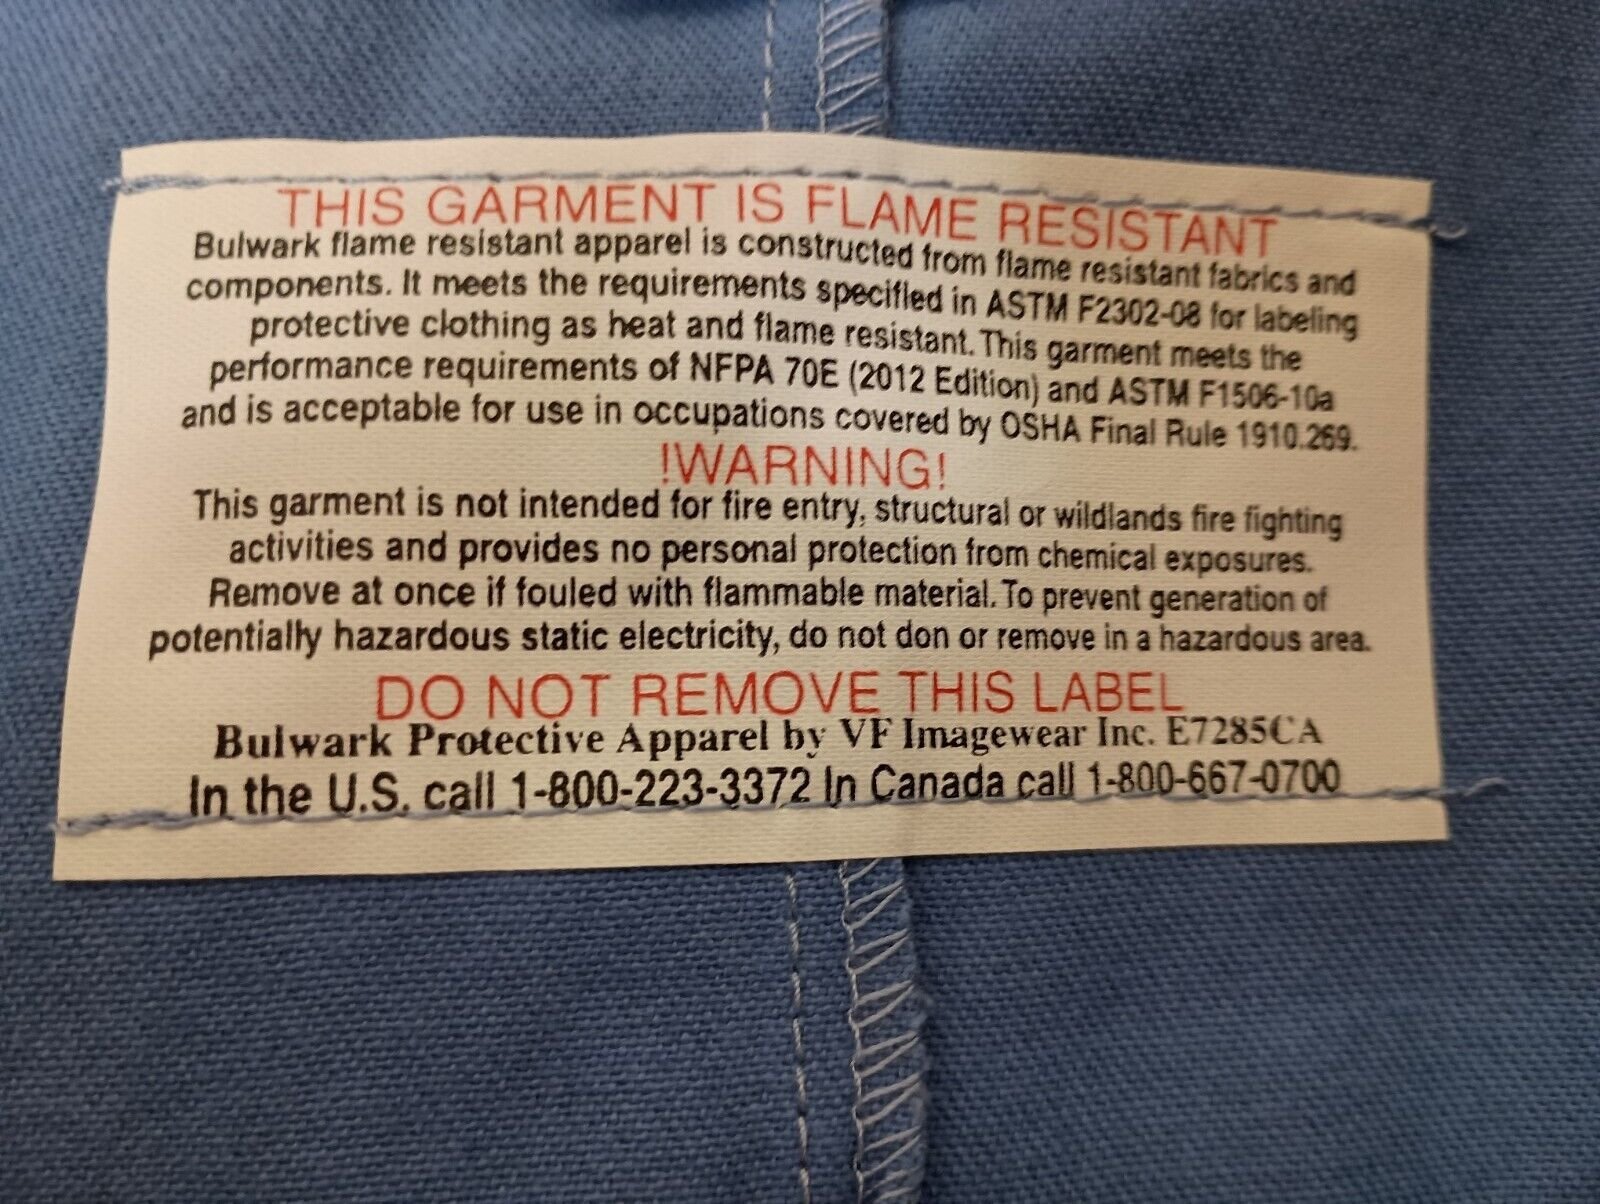 THIS GARMENT IS FLAME RESISTANT
Bulwark flame resistant apparel is constructed from flame resistant fabrics and
components. It meets the requirements specified in ASTM F2302-08 for labeling
protective clothing as heat and flame resistant. This garment meets the
performance requirements of NFPA 70E (2012 Edition) and ASTM F1506-10a
and is acceptable for use in occupations covered by OSHA Final Rule 1910.269.
!WARNING!
This garment is not intended for fire entry, structural or wildlands fire fighting
activities and provides no personal protection from chemical exposures.
Remove at once if fouled with flammable material. To prevent generation of
potentially hazardous static electricity, do not don or remove in a hazardous area.
DO NOT REMOVE THIS LABEL
Bulwark Protective Apparel by VF Imagewear Inc. E7285CA
In the U.S. call 1-800-223-3372 In Canada call 1-800-667-0700